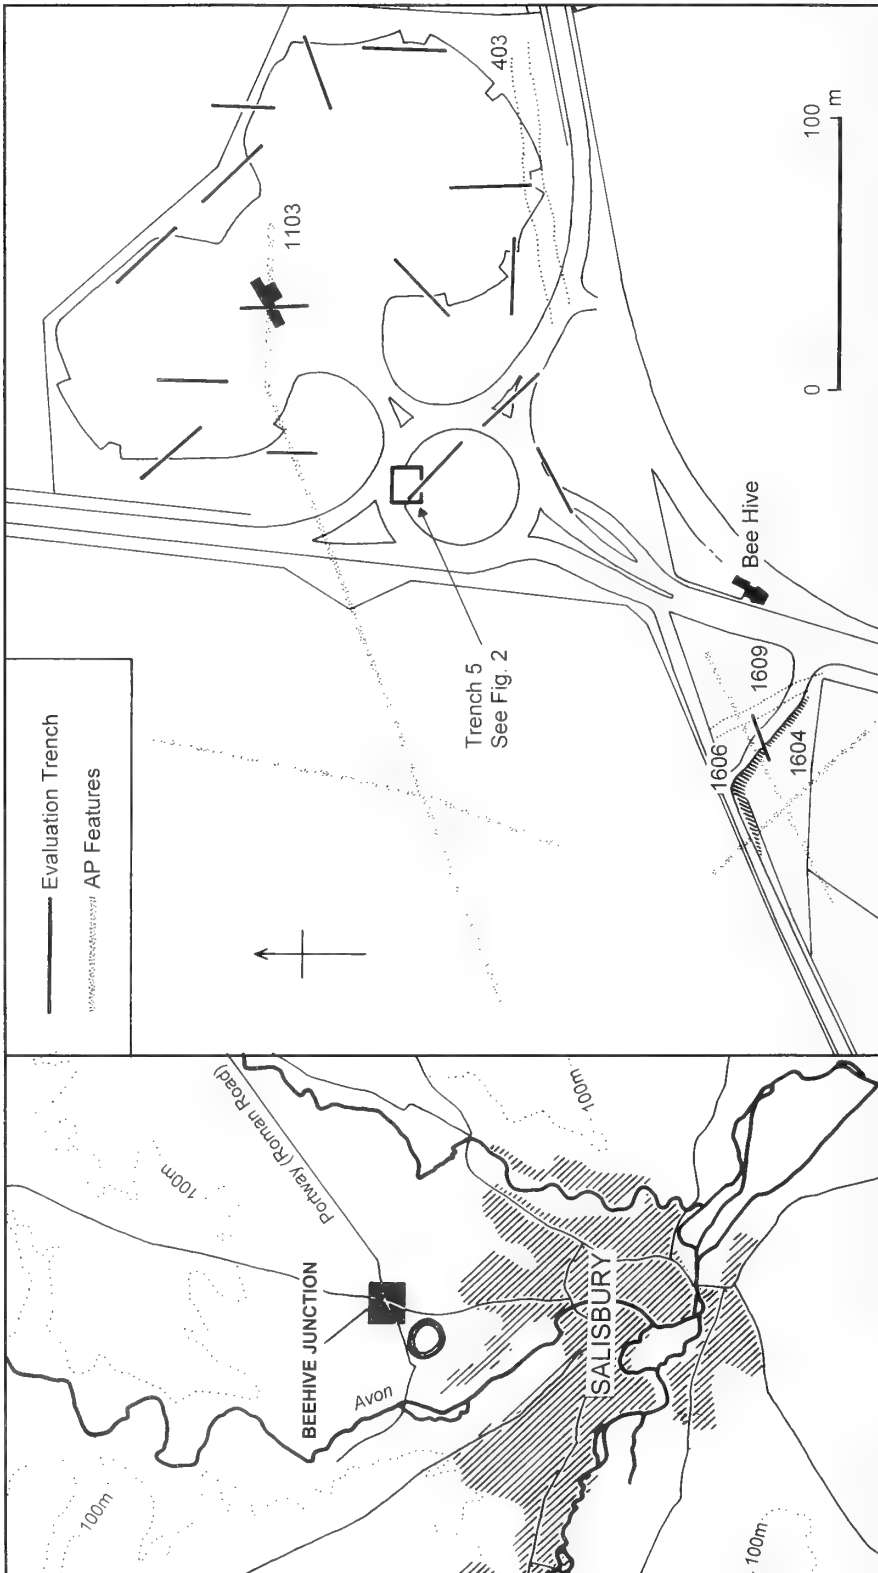 100m
100m
Portway (Roman Road)
BEEHIVE JUNCTION
Avon
100m
SALISBURY
100m
Evaluation Trench
AP Features
1103
403
Trench 5
See Fig. 2
0
100
m
Bee Hive
1606
1609
1604